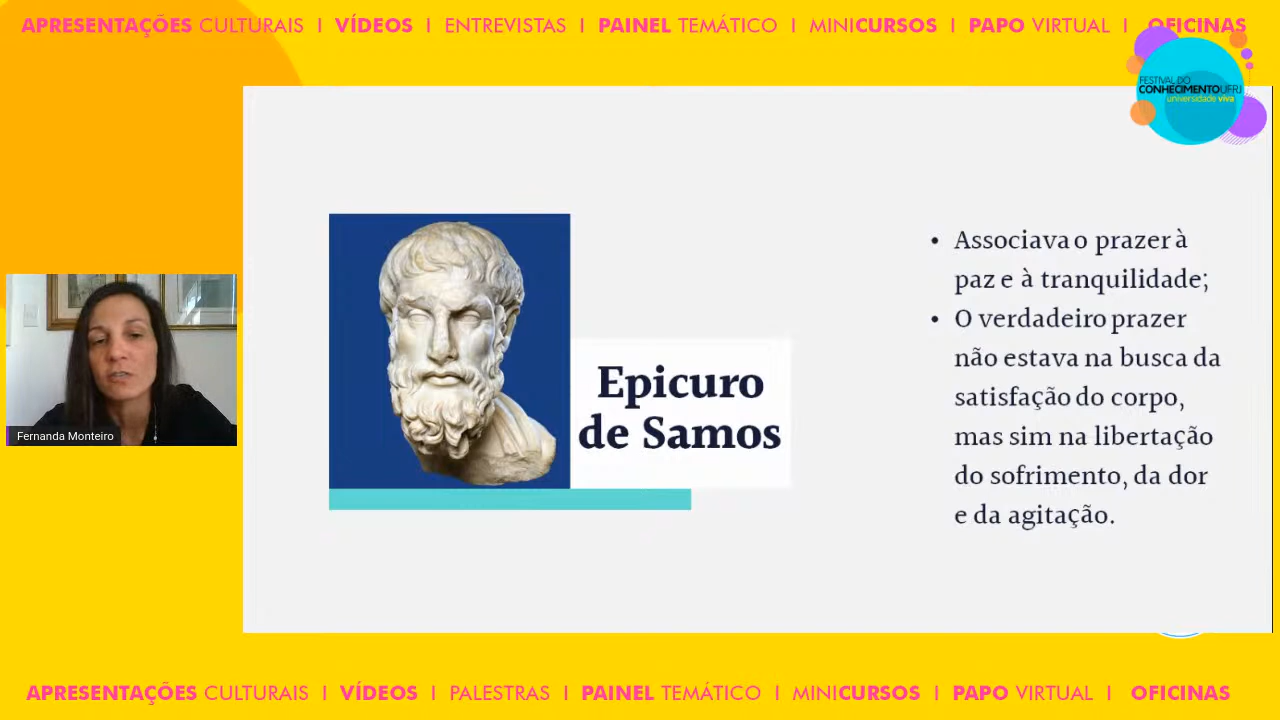 APRESENTAÇÕES CULTURAIS I VÍDEOS I ENTREVISTAS I PAINEL TEMÁTICO I MINICURSOS I PAPO VIRTUAL I OFICINAS
FESTIVAL DO
CONHECIMENTO UFRJ
universidade viva
Epicuro
de Samos
• Associava o prazer à
paz e à tranquilidade;
• O verdadeiro prazer
não estava na busca da
satisfação do corpo,
mas sim na libertação
do sofrimento, da dor
e da agitação.
Fernanda Monteiro
APRESENTAÇÕES CULTURAIS I VÍDEOS I PALESTRAS I PAINEL TEMÁTICO I MINICURSOS I PAPO VIRTUAL I OFICINAS